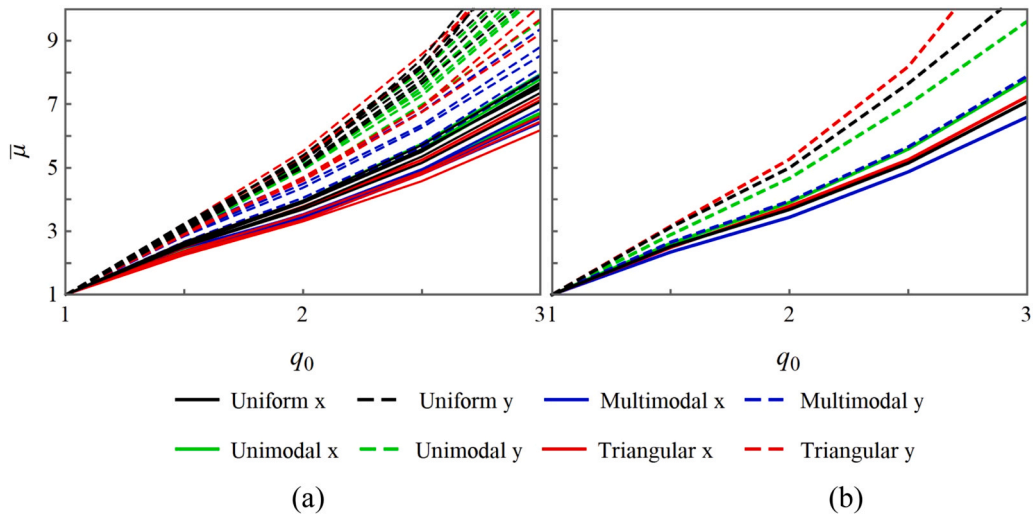 9
7
5
3
1
μ̄
1 2 31 2 3
q₀ q₀
Uniform x Uniform y Multimodal x Multimodal y
Unimodal x Unimodal y Triangular x Triangular y
(a) (b)